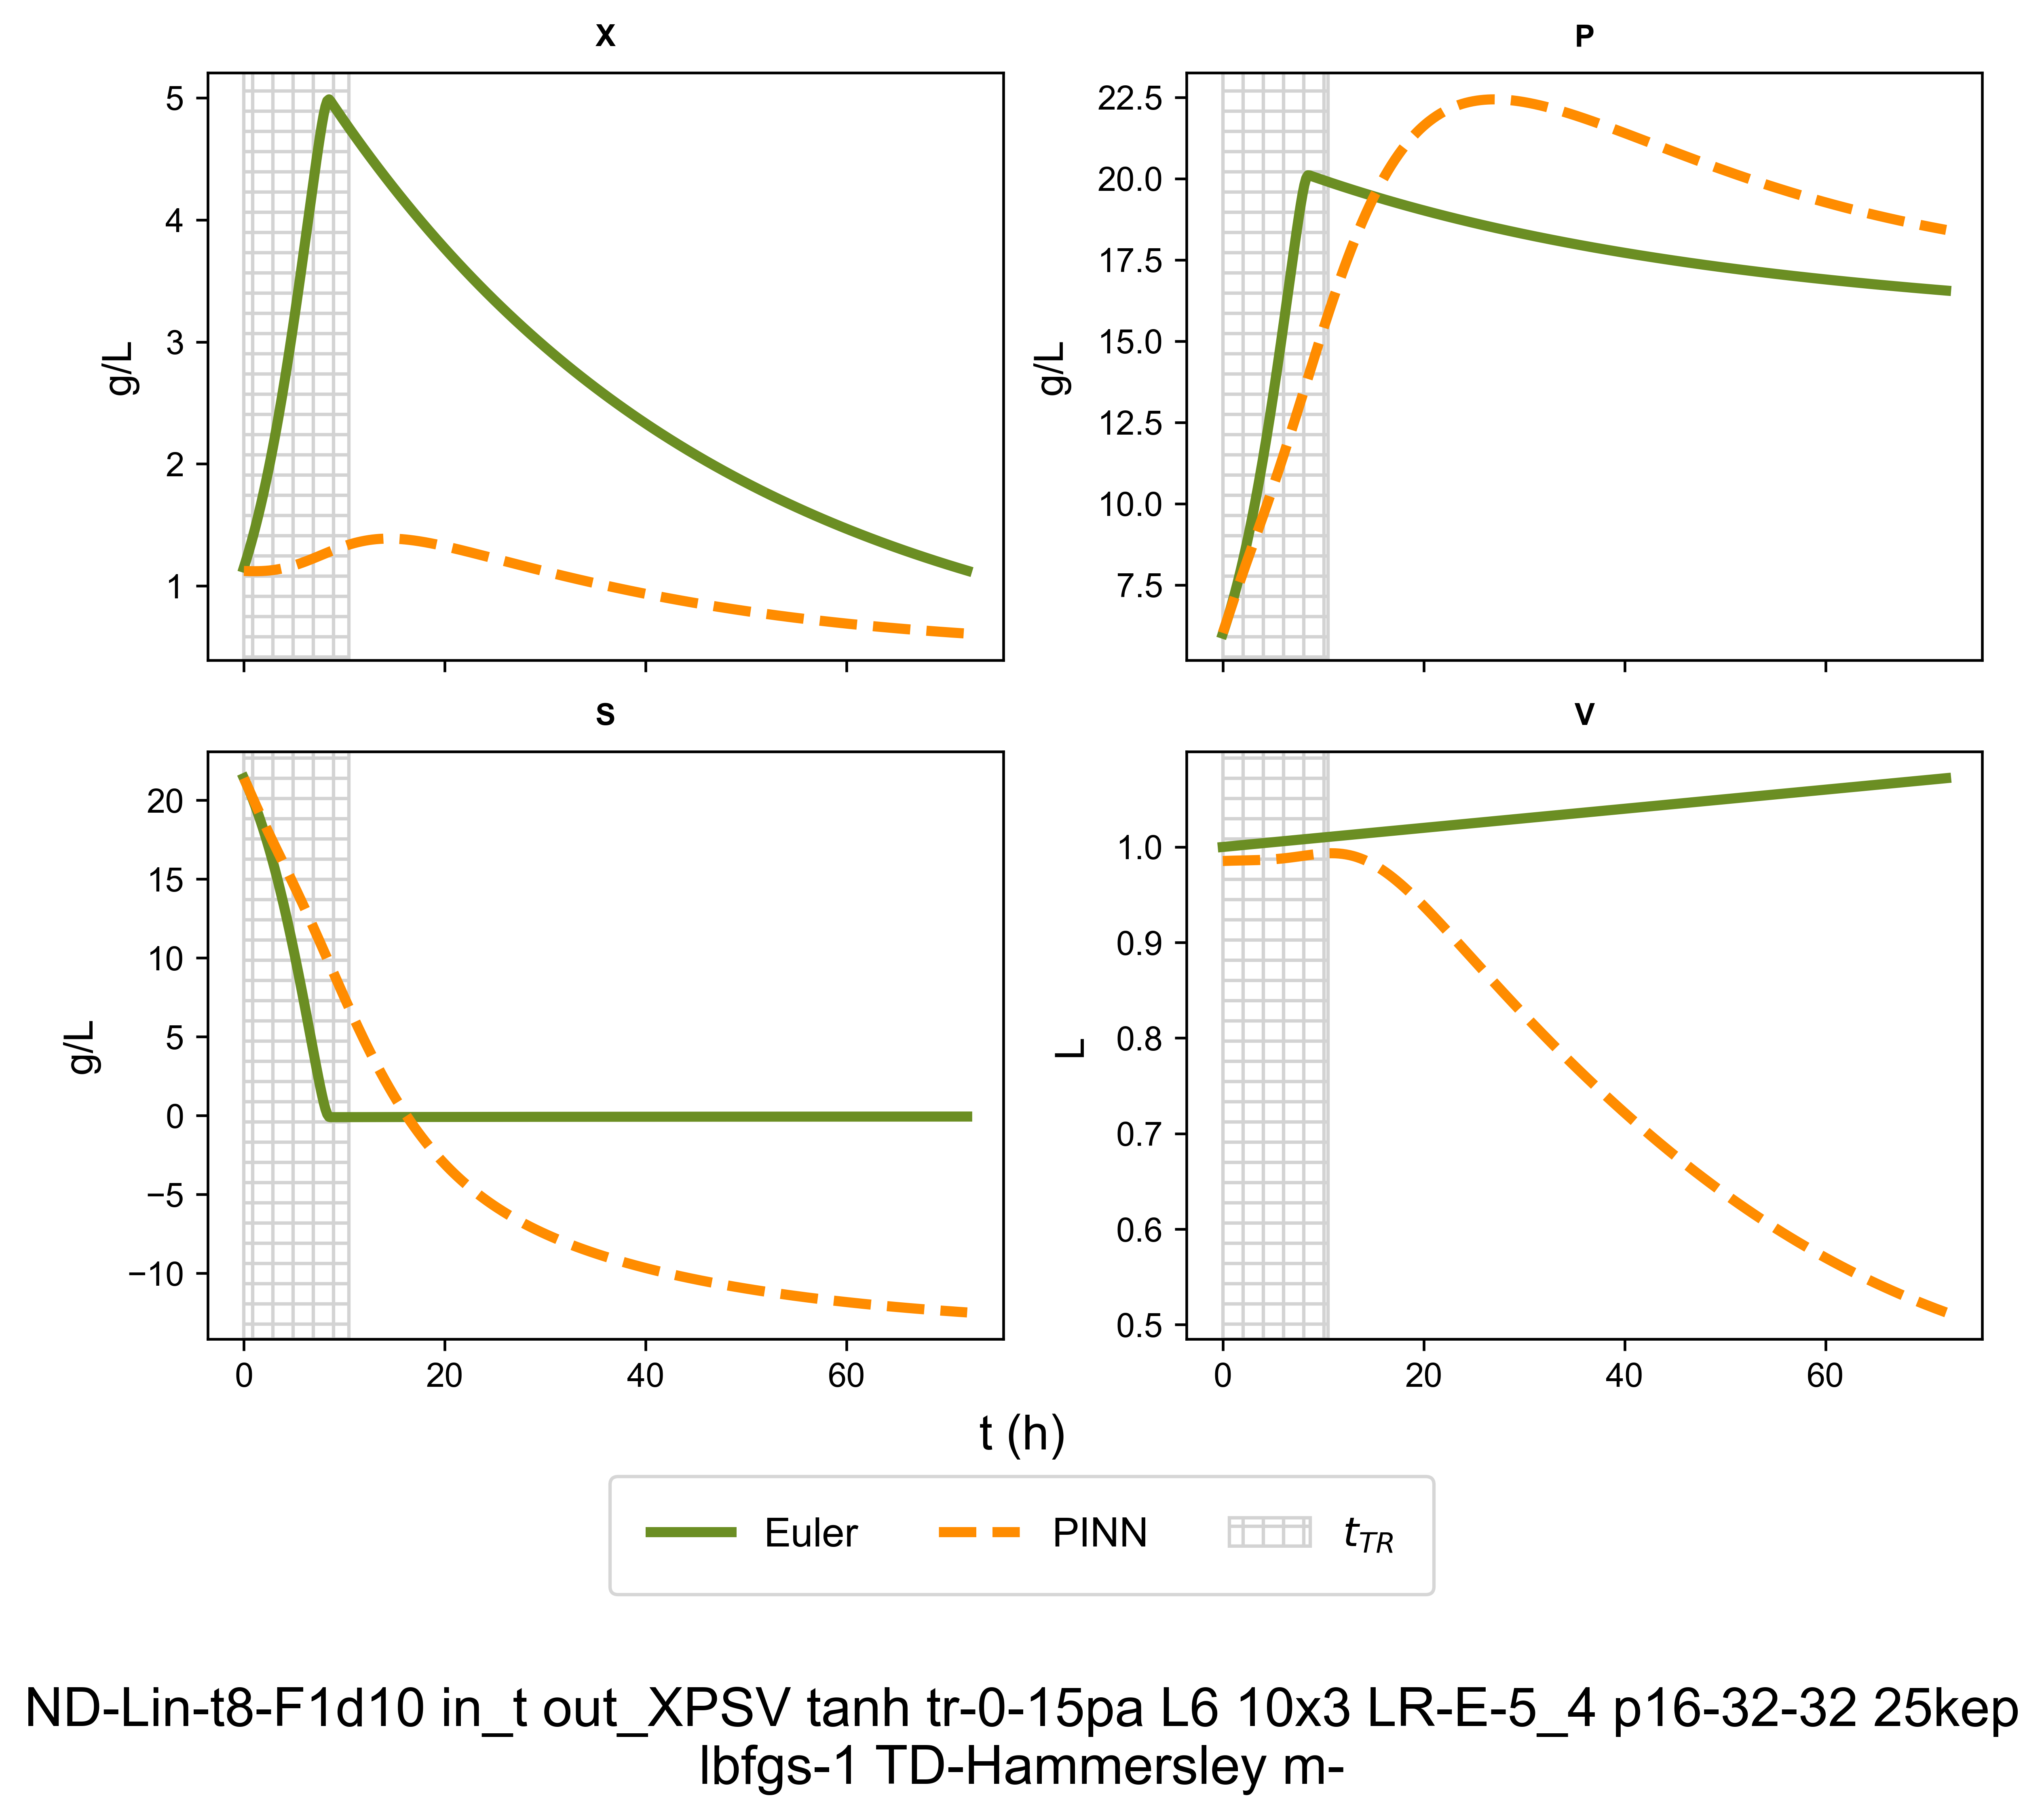 X
P
5
4
3
2
1
g/L
22.5
20.0
17.5
15.0
12.5
10.0
7.5
g/L
S
V
20
15
10
5
0
−5
−10
g/L
0
20
40
60
1.0
0.9
0.8
0.7
0.6
0.5
L
0
20
40
60
t (h)
Euler
PINN
t_{TR}
ND-Lin-t8-F1d10 in_t out_XPSV tanh tr-0-15pa L6 10x3 LR-E-5_4 p16-32-32 25kep
lbfgs-1 TD-Hammersley m-